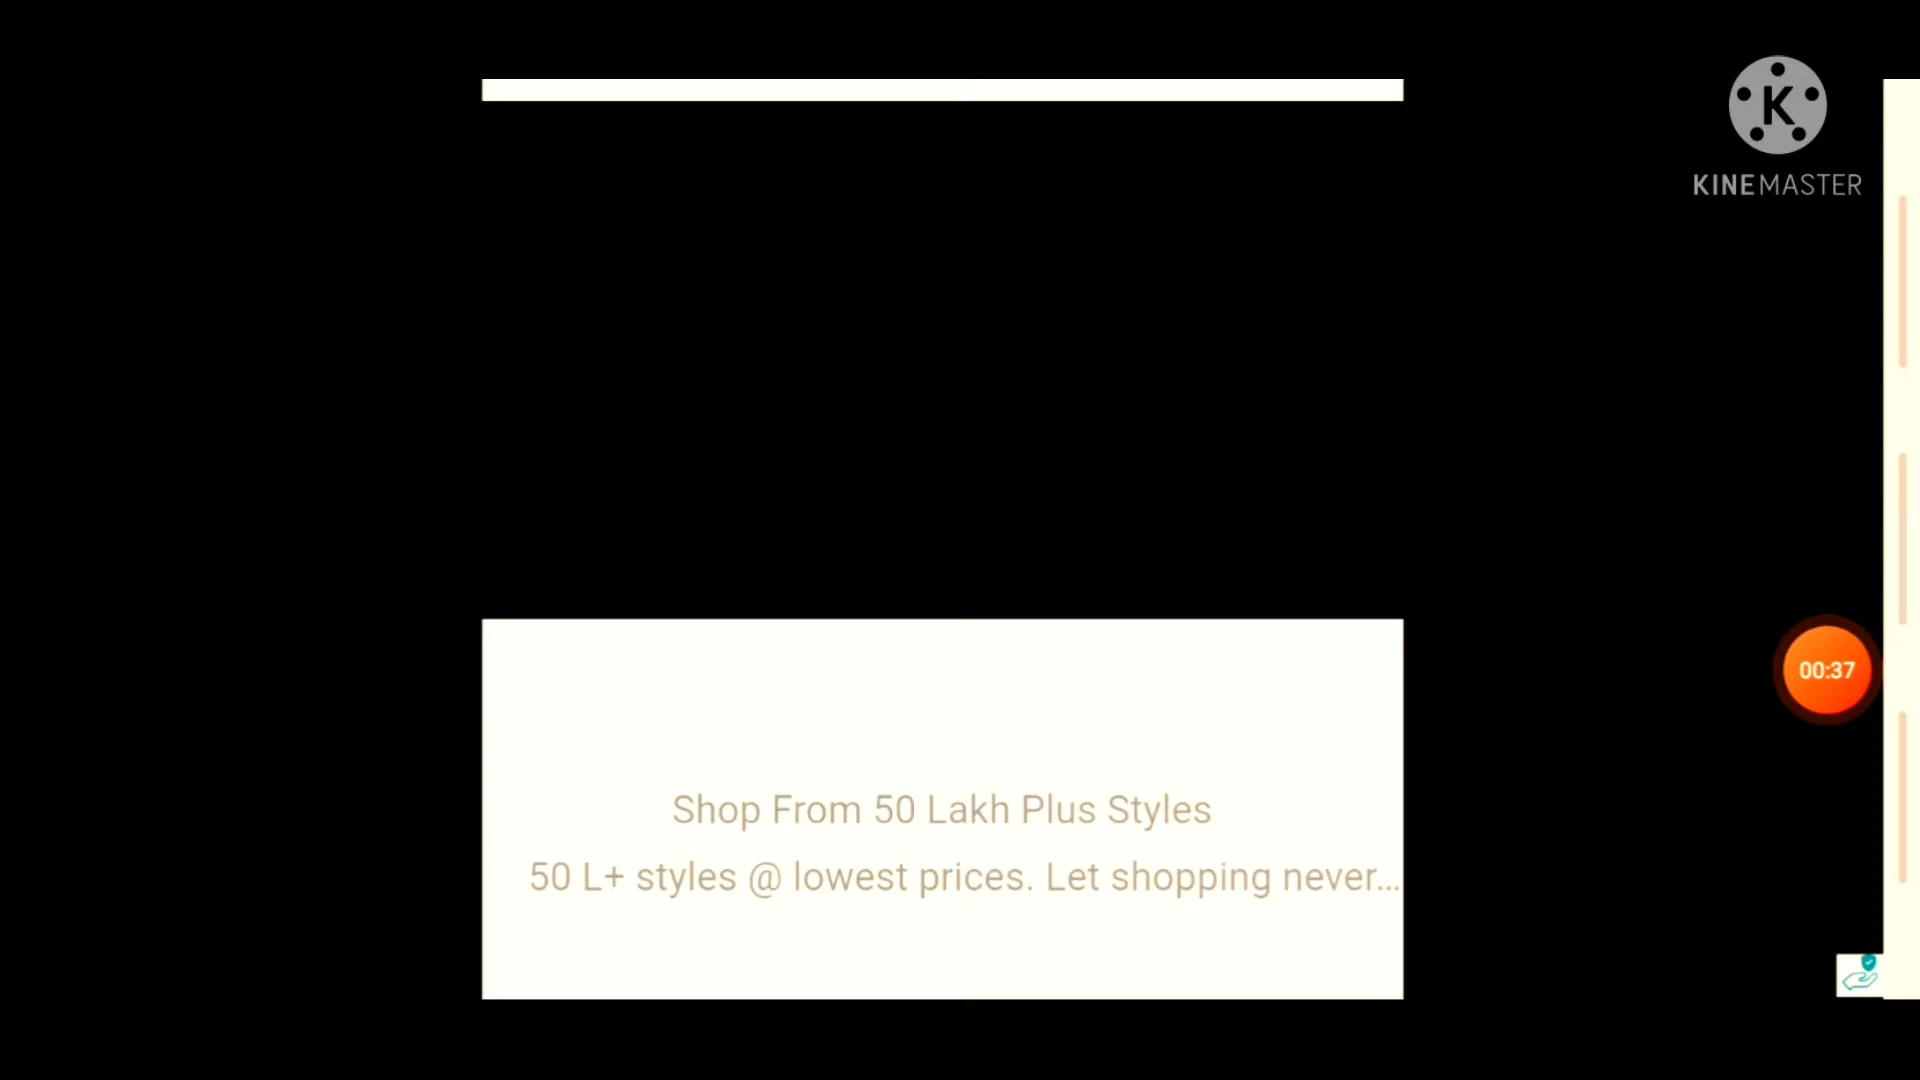 K
KINEMASTER
00:37
Shop From 50 Lakh Plus Styles
50 L+ styles @ lowest prices. Let shopping never...